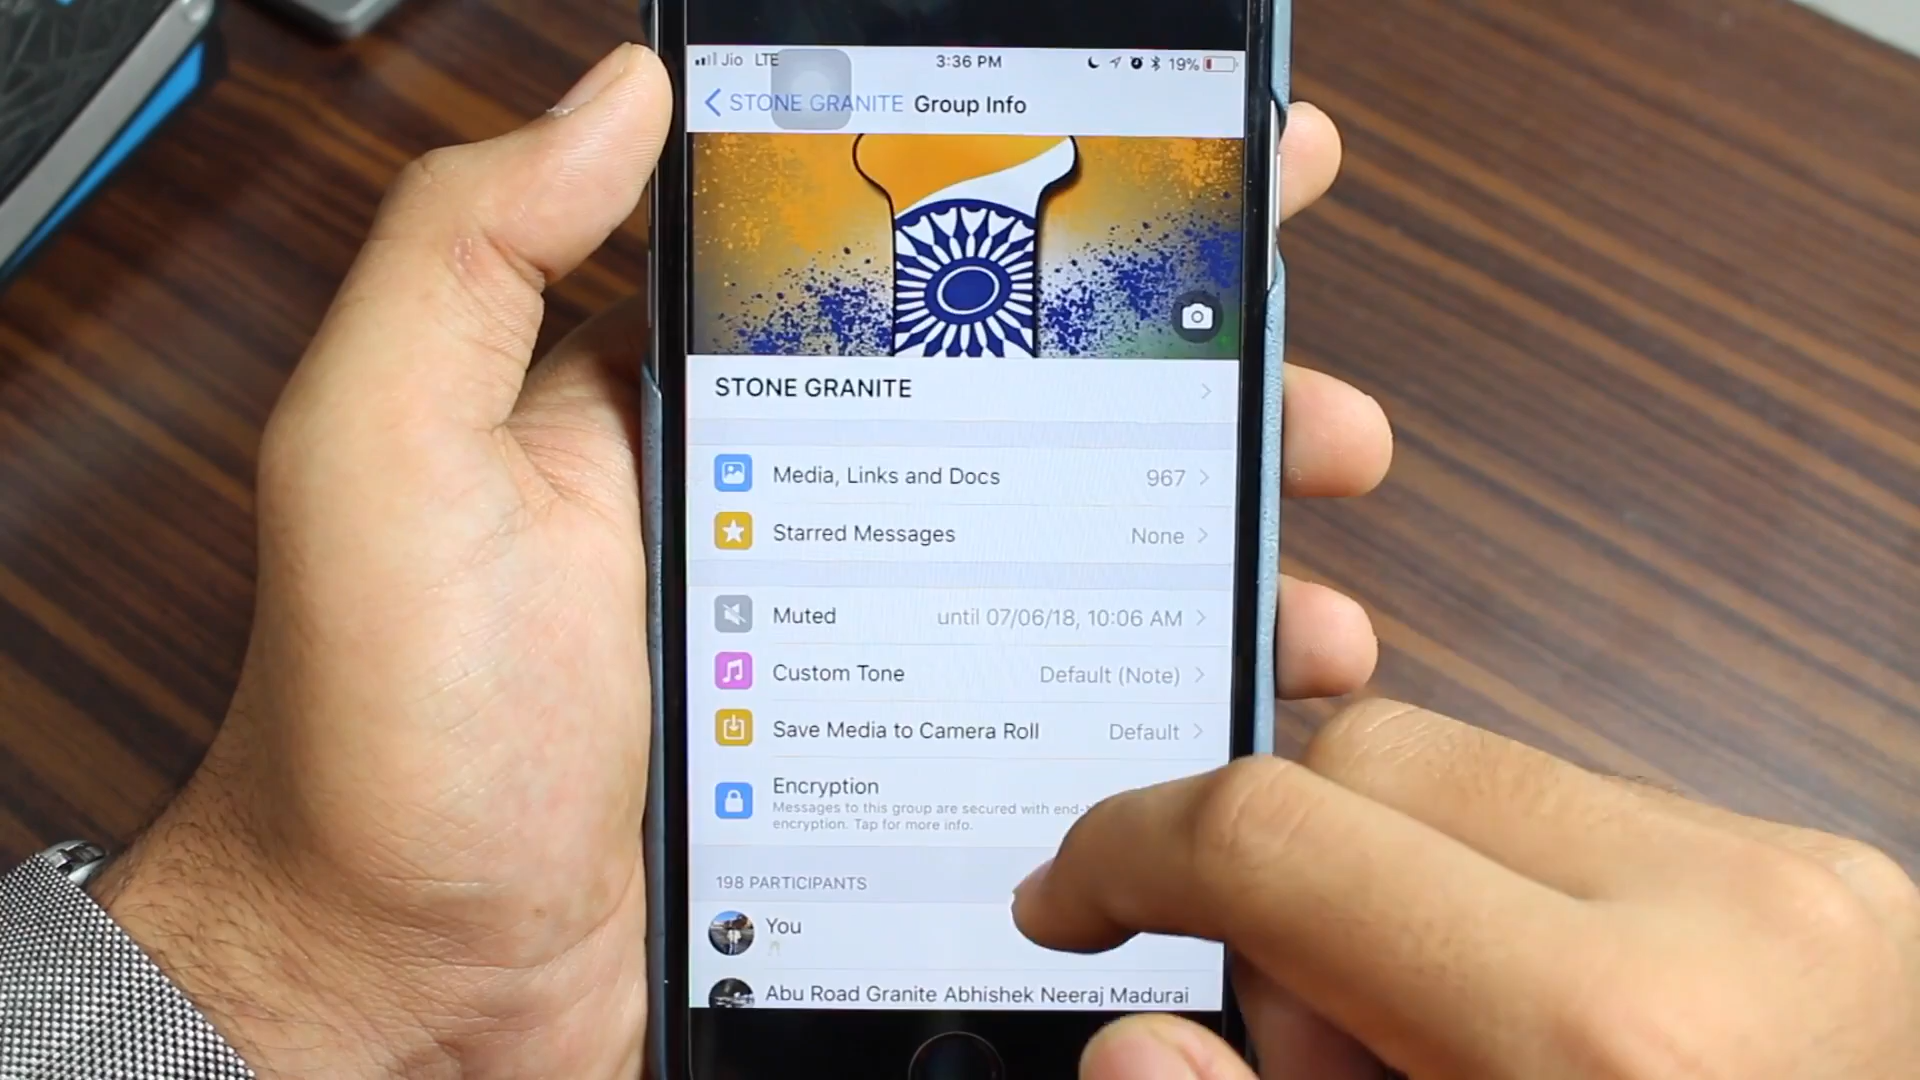 Jio LTE 3:36 PM 19%
STONE GRANITE Group Info
STONE GRANITE
Media, Links and Docs 967
Starred Messages None
Muted until 07/06/18, 10:06 AM
Custom Tone Default (Note)
Save Media to Camera Roll Default
Encryption
Messages to this group are secured with end-
encryption. Tap for more info.
198 PARTICIPANTS
You
Abu Road Granite Abhishek Neeraj Madurai